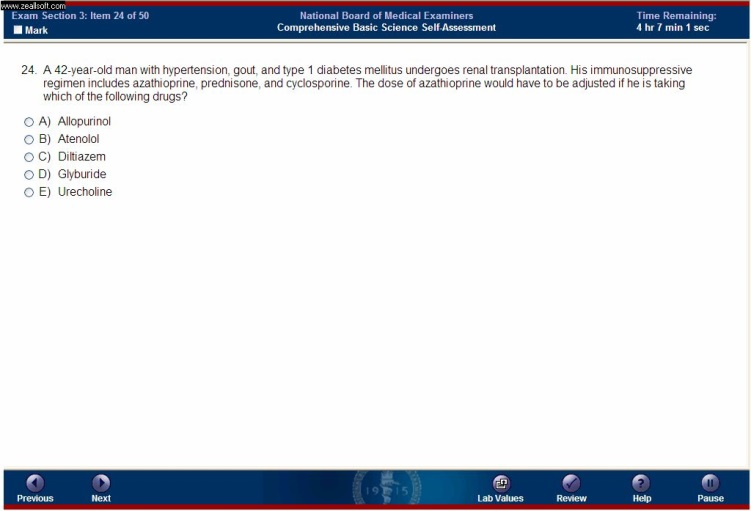 www.zeallsoft.com
Exam Section 3: Item 24 of 50
National Board of Medical Examiners
Time Remaining:
Mark
Comprehensive Basic Science Self-Assessment
4 hr 7 min 1 sec
24. A 42-year-old man with hypertension, gout, and type 1 diabetes mellitus undergoes renal transplantation. His immunosuppressive
regimen includes azathioprine, prednisone, and cyclosporine. The dose of azathioprine would have to be adjusted if he is taking
which of the following drugs?
A) Allopurinol
B) Atenolol
C) Diltiazem
D) Glyburide
E) Urecholine
1915
Previous
Next
Lab Values
Review
Help
Pause